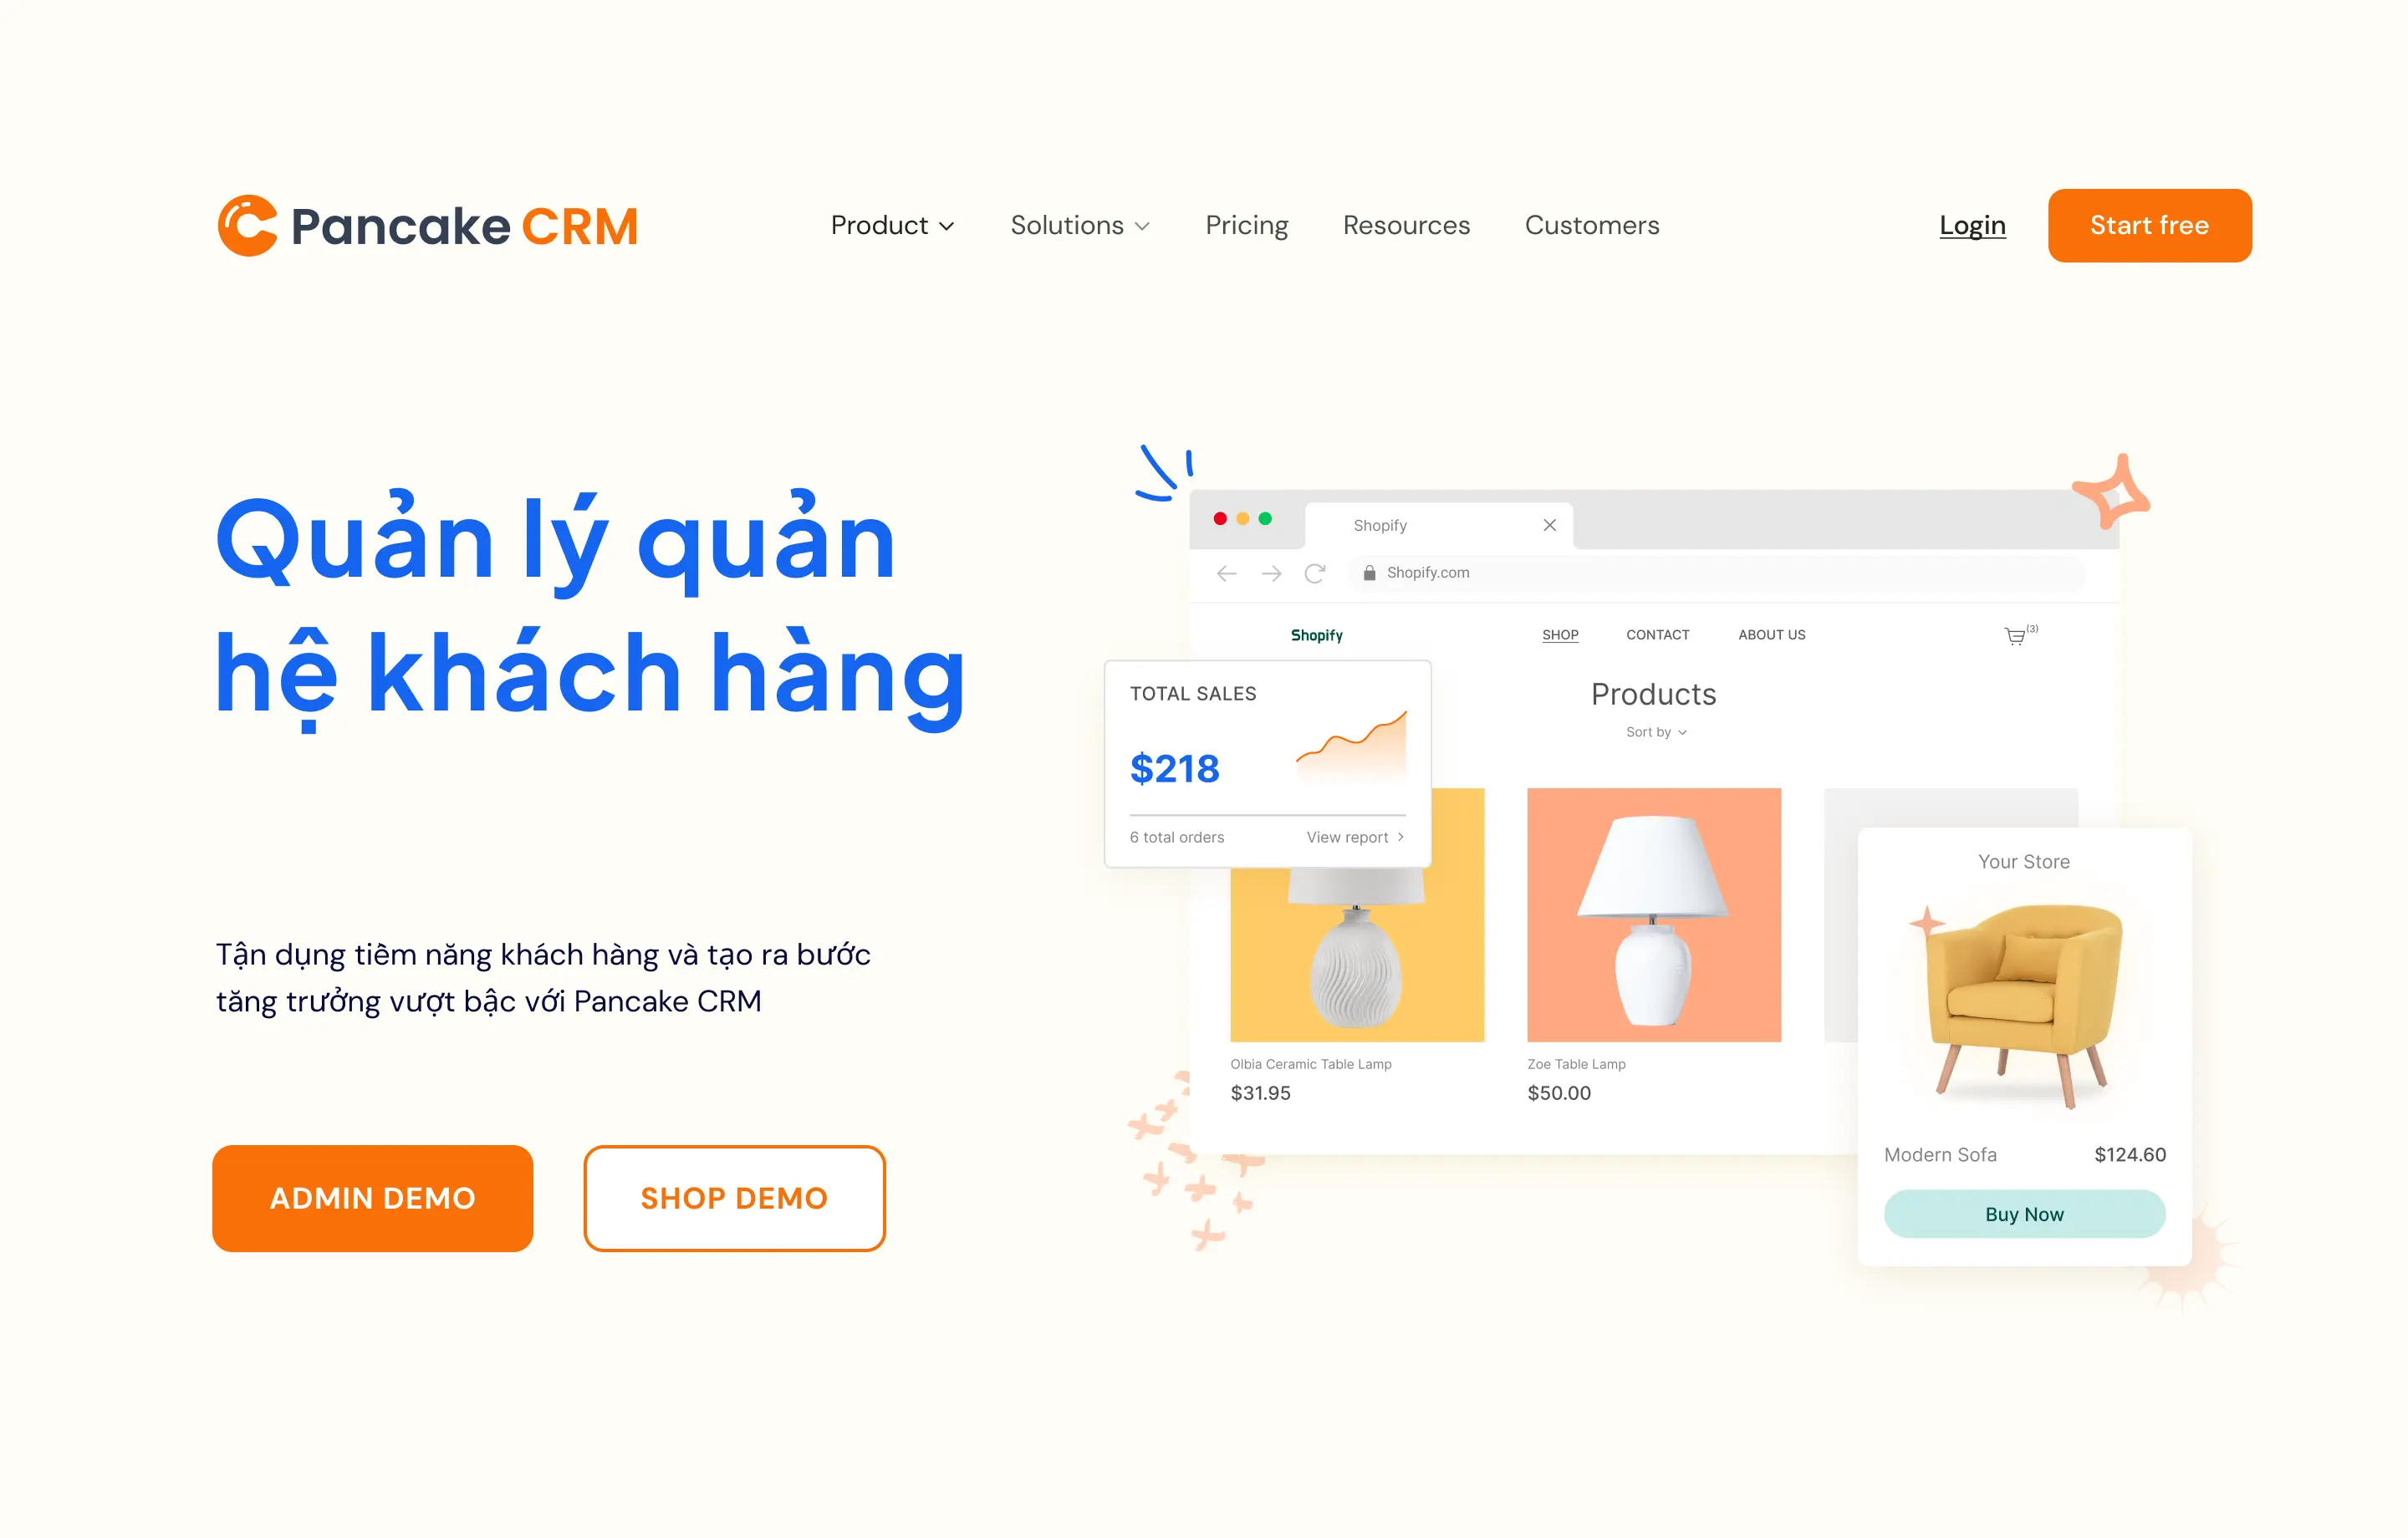 Pancake CRM
Product
Solutions
Pricing
Resources
Customers
Login
Start free
Quản lý quản
hệ khách hàng
Tận dụng tiềm năng khách hàng và tạo ra bước
tăng trưởng vượt bậc với Pancake CRM
ADMIN DEMO
SHOP DEMO
Shopify
Shopify.com
Shopify
SHOP
CONTACT
ABOUT US
(3)
Products
Sort by
TOTAL SALES
$218
6 total orders
View report
Olbia Ceramic Table Lamp
$31.95
Zoe Table Lamp
$50.00
Your Store
Modern Sofa
$124.60
Buy Now